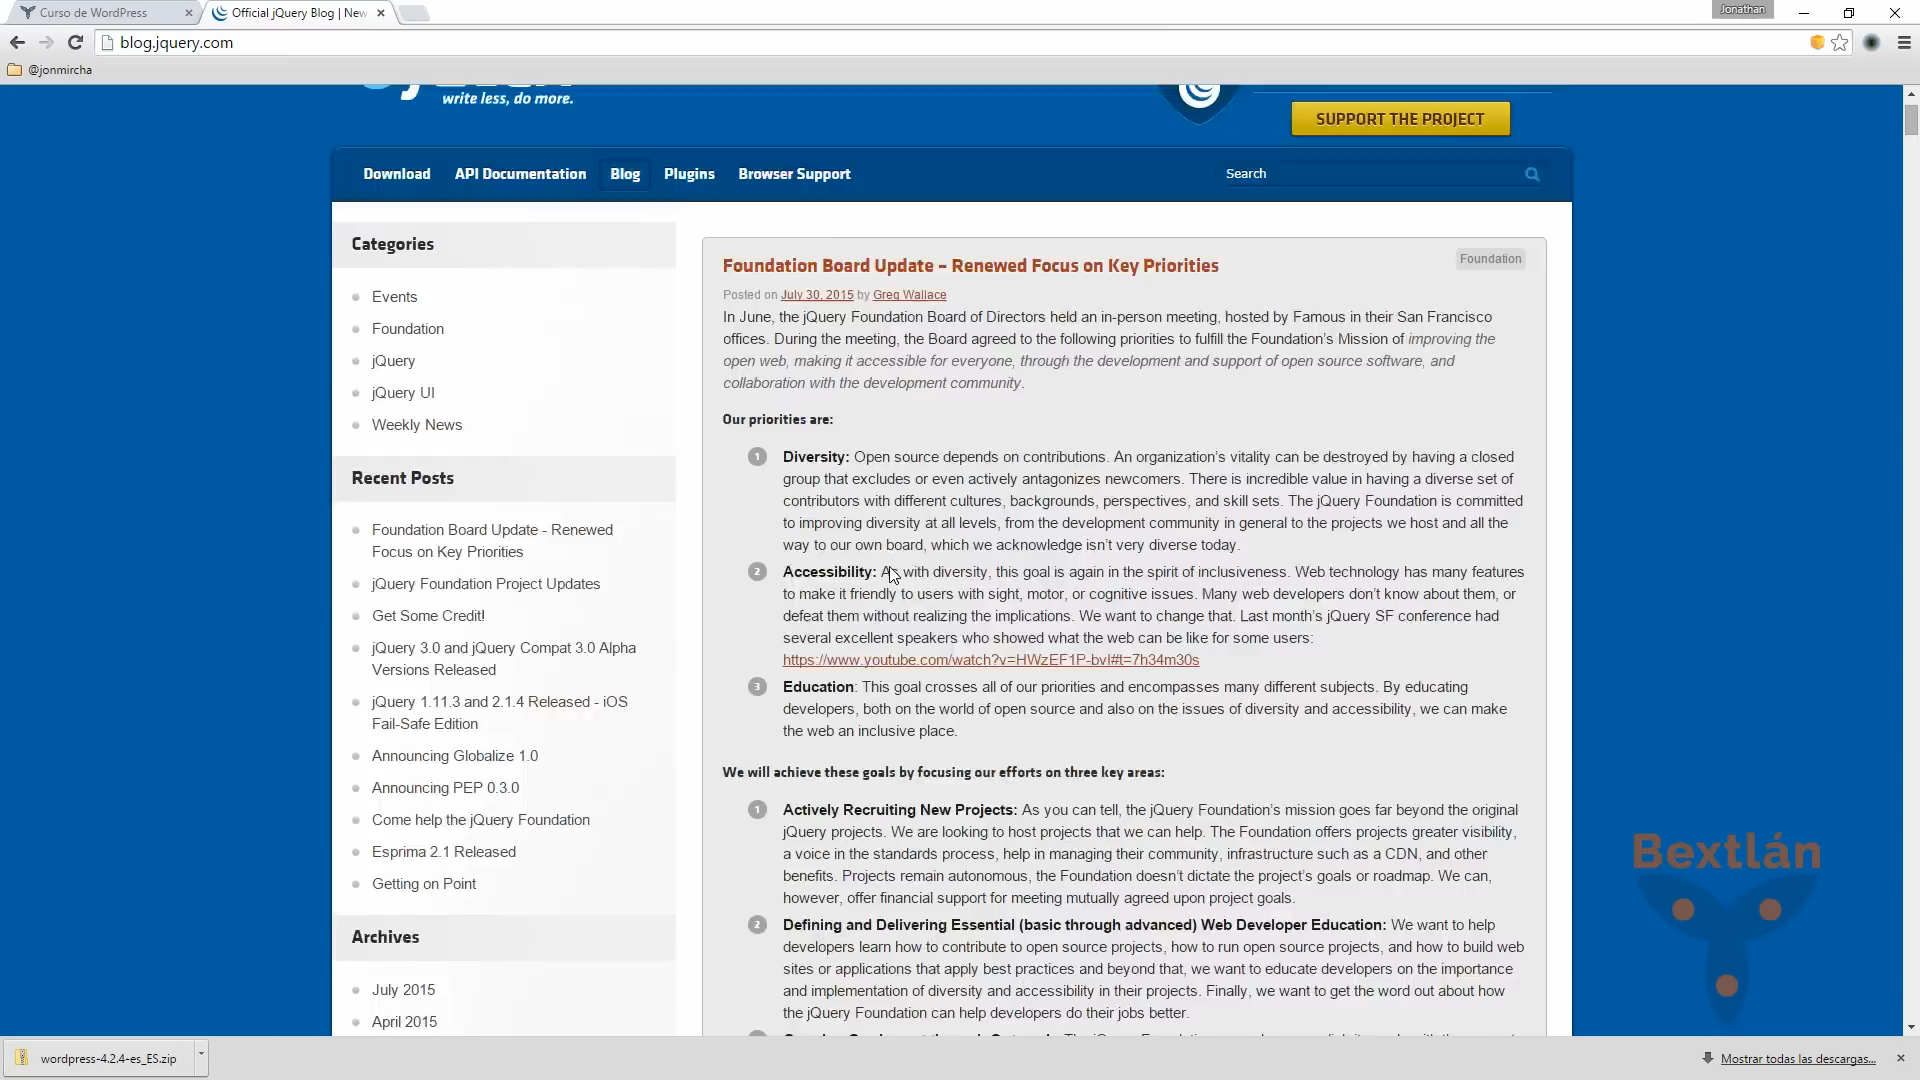 Curso de WordPress
Official jQuery Blog | New
Jonathan
blog.jquery.com
@jonmircha
write less, do more.
SUPPORT THE PROJECT
Download
API Documentation
Blog
Plugins
Browser Support
Search
Categories
Events
Foundation
jQuery
jQuery UI
Weekly News
Recent Posts
Foundation Board Update - Renewed
Focus on Key Priorities
jQuery Foundation Project Updates
Get Some Credit!
jQuery 3.0 and jQuery Compat 3.0 Alpha
Versions Released
jQuery 1.11.3 and 2.1.4 Released - iOS
Fail-Safe Edition
Announcing Globalize 1.0
Announcing PEP 0.3.0
Come help the jQuery Foundation
Esprima 2.1 Released
Getting on Point
Archives
July 2015
April 2015
Foundation Board Update – Renewed Focus on Key Priorities
Foundation
Posted on July 30, 2015 by Greg Wallace
In June, the jQuery Foundation Board of Directors held an in-person meeting, hosted by Famous in their San Francisco
offices. During the meeting, the Board agreed to the following priorities to fulfill the Foundation’s Mission of improving the
open web, making it accessible for everyone, through the development and support of open source software, and
collaboration with the development community.
Our priorities are:
1 Diversity: Open source depends on contributions. An organization’s vitality can be destroyed by having a closed
group that excludes or even actively antagonizes newcomers. There is incredible value in having a diverse set of
contributors with different cultures, backgrounds, perspectives, and skill sets. The jQuery Foundation is committed
to improving diversity at all levels, from the development community in general to the projects we host and all the
way to our own board, which we acknowledge isn’t very diverse today.
2 Accessibility: As with diversity, this goal is again in the spirit of inclusiveness. Web technology has many features
to make it friendly to users with sight, motor, or cognitive issues. Many web developers don’t know about them, or
defeat them without realizing the implications. We want to change that. Last month’s jQuery SF conference had
several excellent speakers who showed what the web can be like for some users:
https://www.youtube.com/watch?v=HWzEF1P-bvI#t=7h34m30s
3 Education: This goal crosses all of our priorities and encompasses many different subjects. By educating
developers, both on the world of open source and also on the issues of diversity and accessibility, we can make
the web an inclusive place.
We will achieve these goals by focusing our efforts on three key areas:
1 Actively Recruiting New Projects: As you can tell, the jQuery Foundation’s mission goes far beyond the original
jQuery projects. We are looking to host projects that we can help. The Foundation offers projects greater visibility,
a voice in the standards process, help in managing their community, infrastructure such as a CDN, and other
benefits. Projects remain autonomous, the Foundation doesn’t dictate the project’s goals or roadmap. We can,
however, offer financial support for meeting mutually agreed upon project goals.
2 Defining and Delivering Essential (basic through advanced) Web Developer Education: We want to help
developers learn how to contribute to open source projects, how to run open source projects, and how to build web
sites or applications that apply best practices and beyond that, we want to educate developers on the importance
and implementation of diversity and accessibility in their projects. Finally, we want to get the word out about how
the jQuery Foundation can help developers do their jobs better.
Bextlán
wordpress-4.2.4-es_ES.zip
Mostrar todas las descargas...